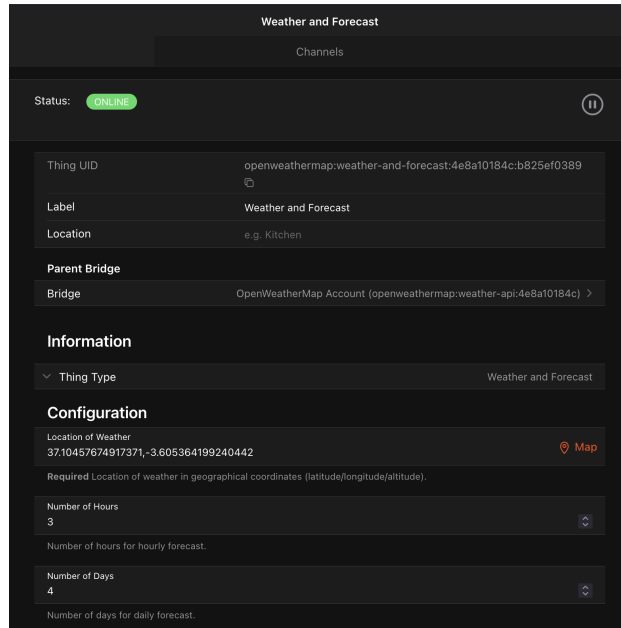 Weather and Forecast
Channels
Status: ONLINE
Thing UID openweathermap:weather-and-forecast:4e8a10184c:b825ef0389
Label Weather and Forecast
Location e.g. Kitchen
Parent Bridge
Bridge OpenWeatherMap Account (openweathermap:weather-api:4e8a10184c)
Information
Thing Type Weather and Forecast
Configuration
Location of Weather
37.10457674917371,-3.605364199240442 Map
Required Location of weather in geographical coordinates (latitude/longitude/altitude).
Number of Hours
3
Number of hours for hourly forecast.
Number of Days
4
Number of days for daily forecast.